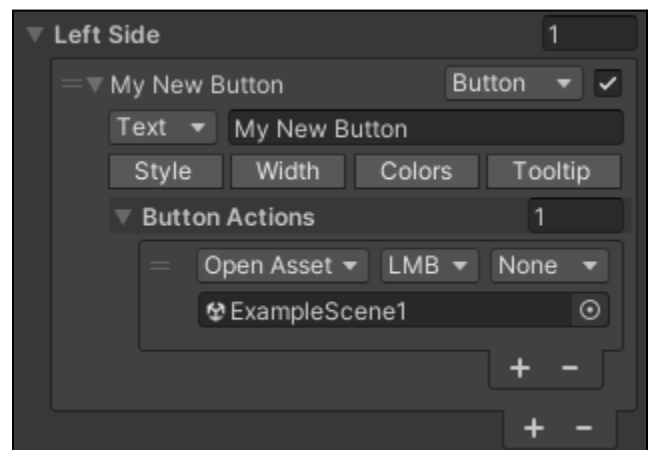 Left Side 1
My New Button Button
Text My New Button
Style Width Colors Tooltip
Button Actions 1
Open Asset LMB None
ExampleScene1
+ -
+ -